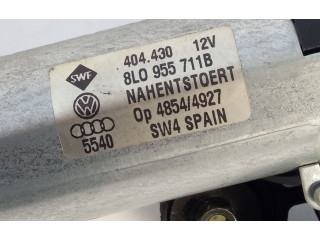 404.430 12V
SWF
8L0 955 711B
NAHENTSTOERT
Op 4854/4927
5540
SW4 SPAIN